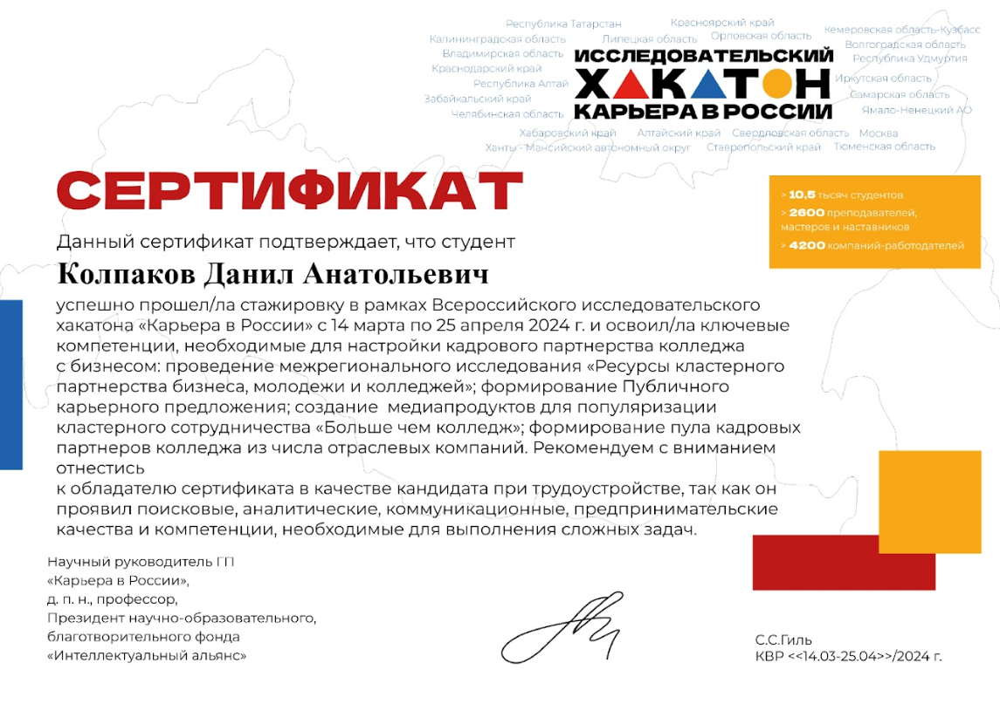 Республика Татарстан
Красноярский край
Калининградская область
Липецкая область
Орловская область
Кемеровская область-Кузбасс
Владимирская область
Волгоградская область
Краснодарский край
Республика Удмуртия
Республика Алтай
Иркутская область
Забайкальский край
Самарская область
Челябинская область
Ямало-Ненецкий АО
ИССЛЕДОВАТЕЛЬСКИЙ
ХАКАТОН
КАРЬЕРА В РОССИИ
Хабаровский край
Алтайский край
Свердловская область
Москва
Ханты - Мансийский автономный округ
Ставропольский край
Тюменская область
СЕРТИФИКАТ
> 10,5 тысяч студентов
> 2600 преподавателей,
мастеров и наставников
> 4200 компаний-работодателей
Данный сертификат подтверждает, что студент
Колпаков Данил Анатольевич
успешно прошел/ла стажировку в рамках Всероссийского исследовательского
хакатона «Карьера в России» с 14 марта по 25 апреля 2024 г. и освоил/ла ключевые
компетенции, необходимые для настройки кадрового партнерства колледжа
с бизнесом: проведение межрегионального исследования «Ресурсы кластерного
партнерства бизнеса, молодежи и колледжей»; формирование Публичного
карьерного предложения; создание медиапродуктов для популяризации
кластерного сотрудничества «Больше чем колледж»; формирование пула кадровых
партнеров колледжа из числа отраслевых компаний. Рекомендуем с вниманием
отнестись
к обладателю сертификата в качестве кандидата при трудоустройстве, так как он
проявил поисковые, аналитические, коммуникационные, предпринимательские
качества и компетенции, необходимые для выполнения сложных задач.
Научный руководитель ГП
«Карьера в России»,
д. п. н., профессор,
Президент научно-образовательного,
благотворительного фонда
«Интеллектуальный альянс»
С.С.Гиль
КВР <<14.03-25.04>>/2024 г.